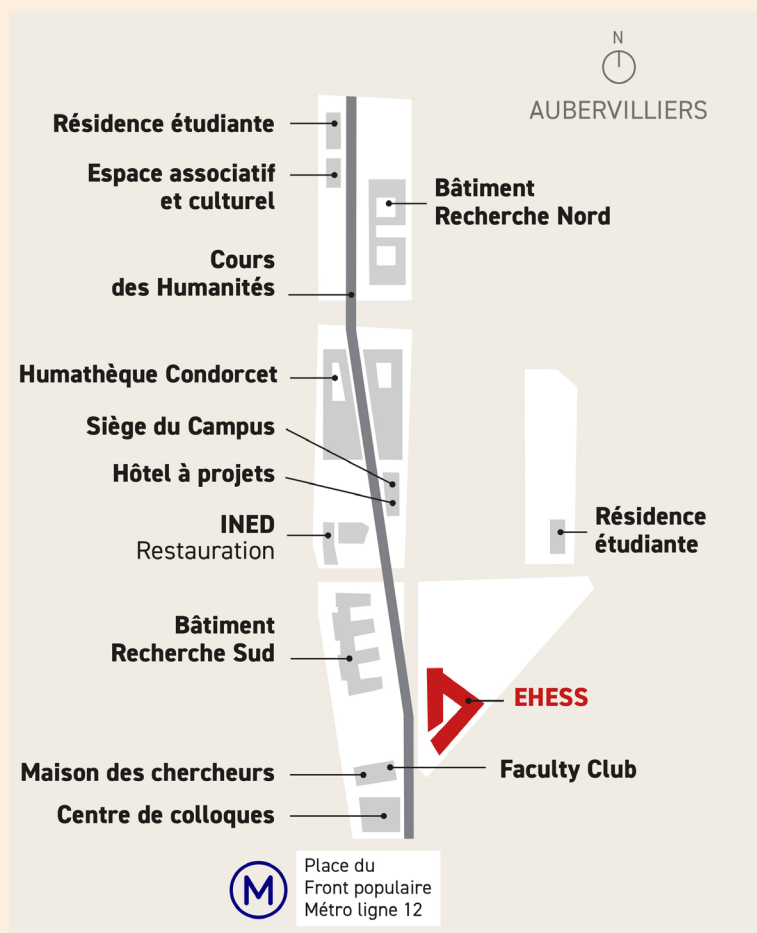 N
AUBERVILLIERS
Résidence étudiante
Espace associatif
et culturel
Bâtiment
Recherche Nord
Cours
des Humanités
Humathèque Condorcet
Siège du Campus
Hôtel à projets
INED
Restauration
Résidence
étudiante
Bâtiment
Recherche Sud
EHESS
Maison des chercheurs
Faculty Club
Centre de colloques
M
Place du
Front populaire
Métro ligne 12